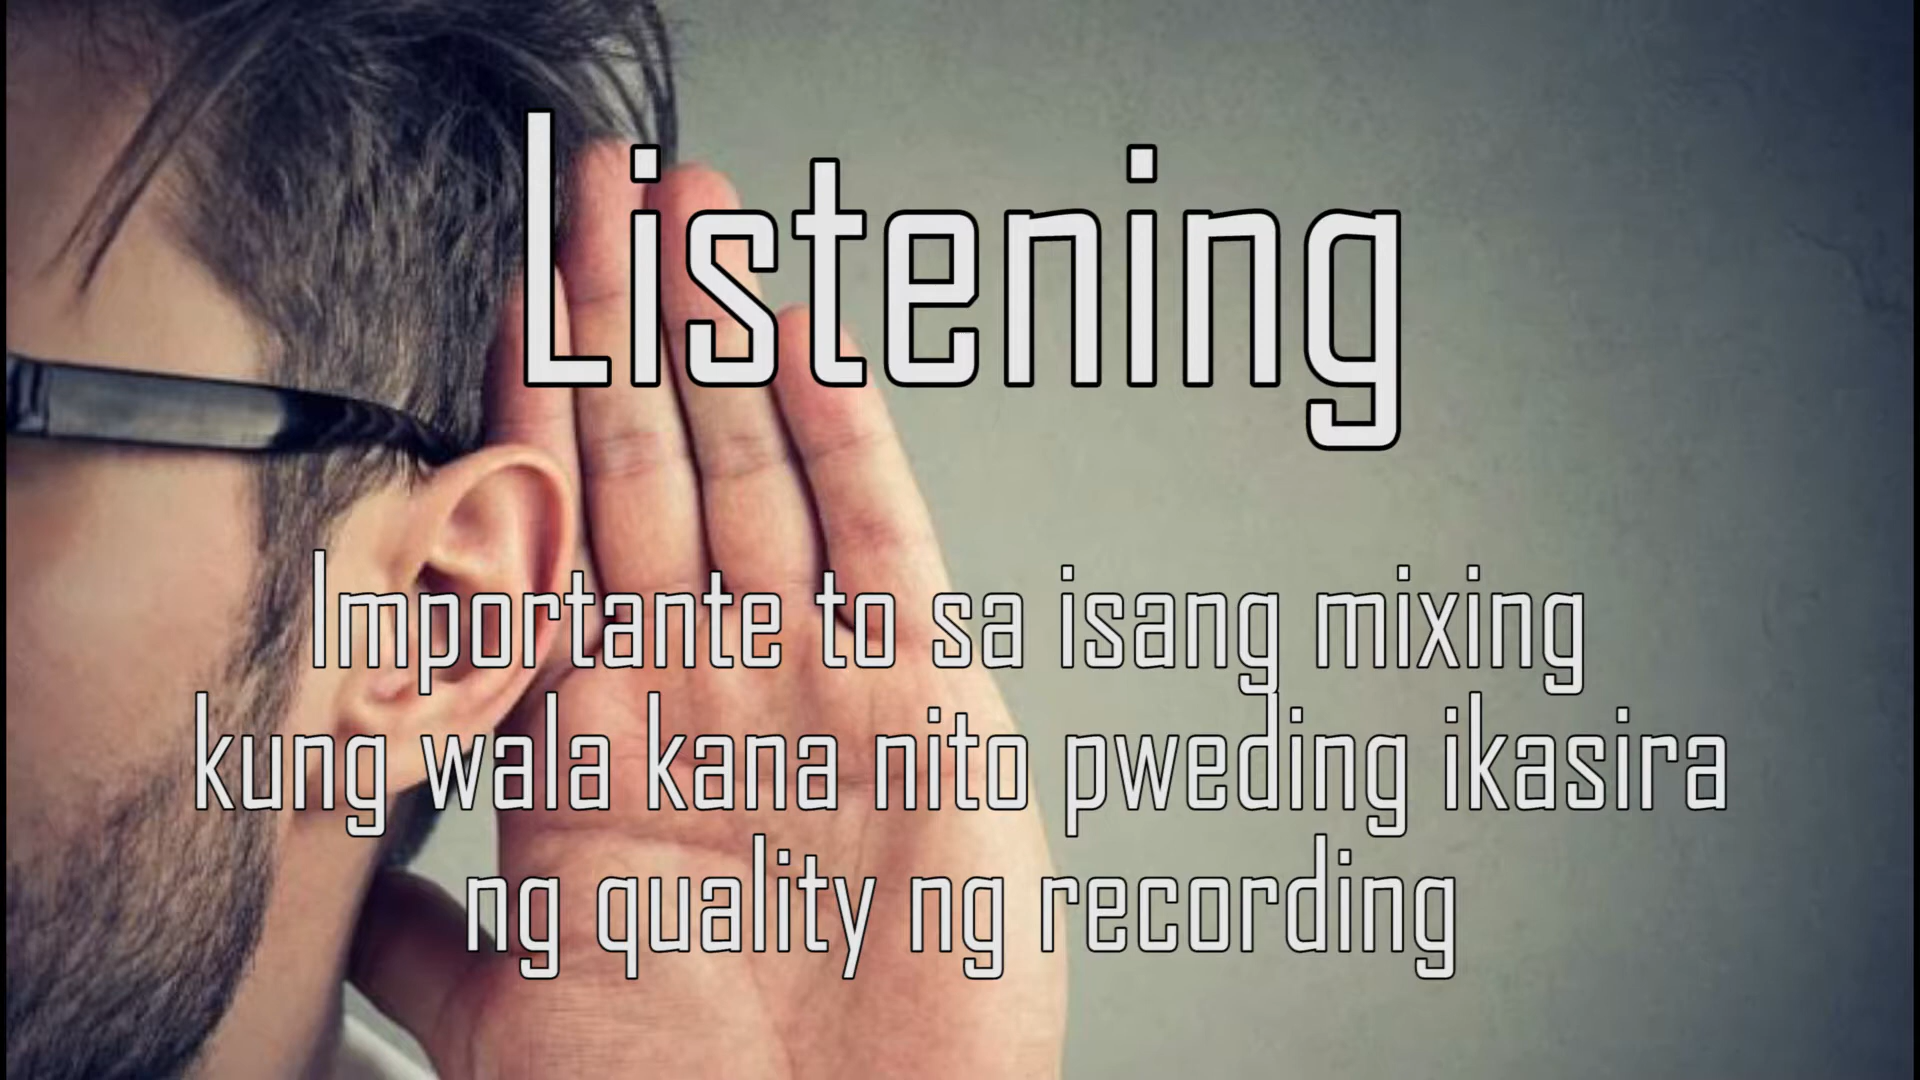 Listening
Importante to sa isang mixing
kung wala kana nito pweding ikasira
ng quality ng recording